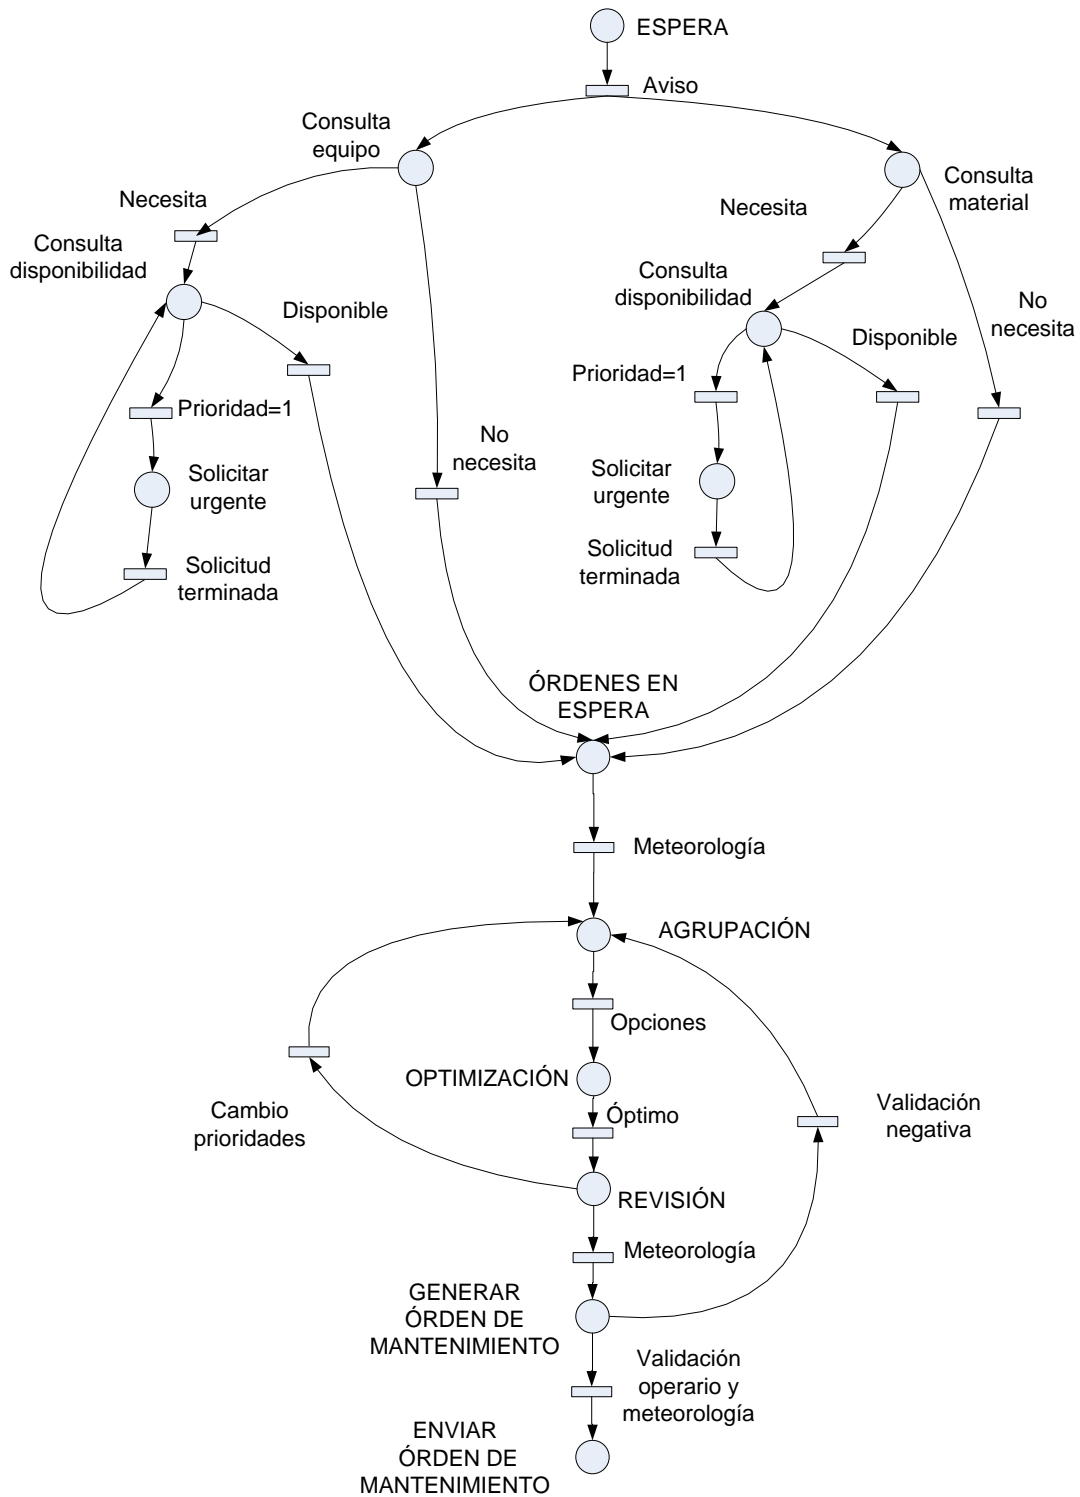 ESPERA
Aviso
Consulta
equipo
Consulta
material
Necesita
Necesita
Consulta
disponibilidad
Consulta
disponibilidad
No
necesita
Disponible
Disponible
Prioridad=1
Prioridad=1
No
necesita
Solicitar
urgente
Solicitar
urgente
Solicitud
terminada
Solicitud
terminada
ÓRDENES EN
ESPERA
Meteorología
AGRUPACIÓN
Opciones
OPTIMIZACIÓN
Óptimo
Cambio
prioridades
Validación
negativa
REVISIÓN
Meteorología
GENERAR
ÓRDEN DE
MANTENIMIENTO
Validación
operario y
meteorología
ENVIAR
ÓRDEN DE
MANTENIMIENTO